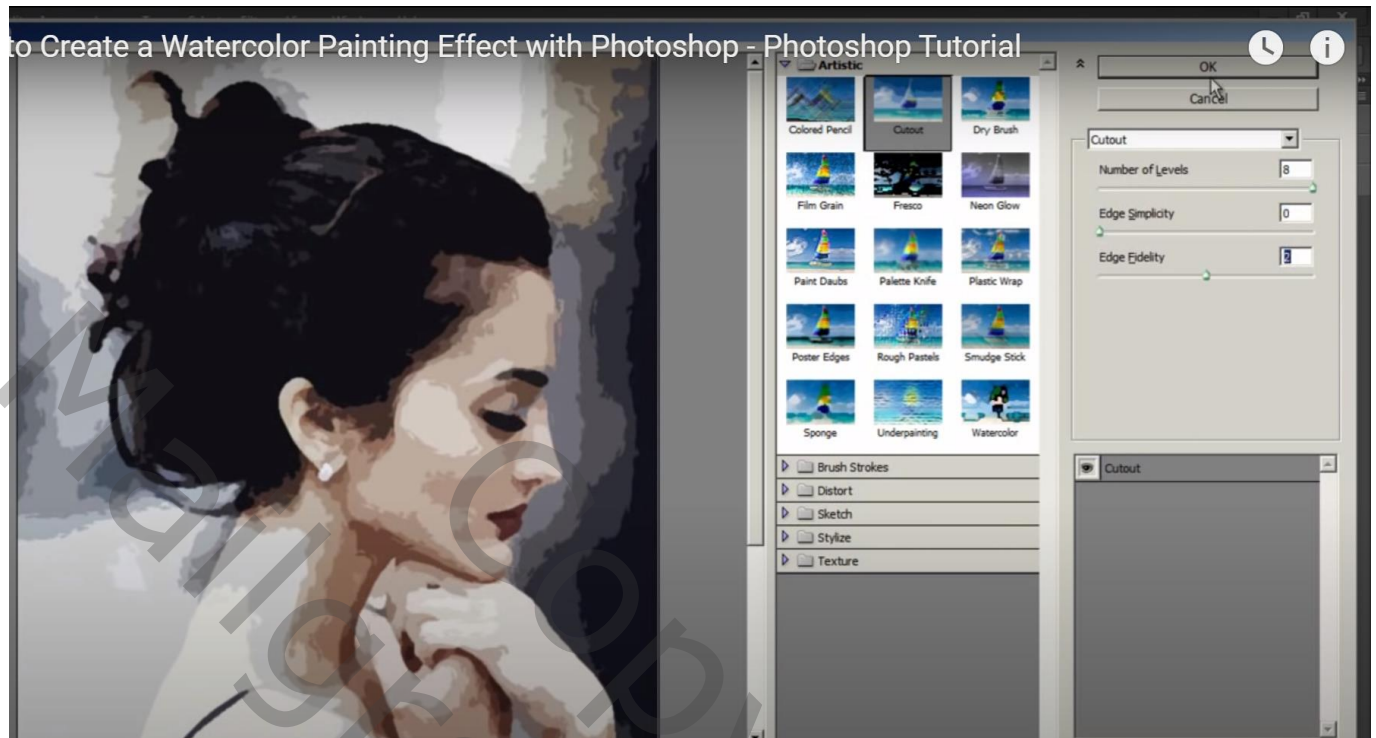 to Create a Watercolor Painting Effect with Photoshop - Photoshop Tutorial
Artistic
Colored Pencil
Cutout
Dry Brush
Film Grain
Fresco
Neon Glow
Paint Daubs
Palette Knife
Plastic Wrap
Poster Edges
Rough Pastels
Smudge Stick
Sponge
Underpainting
Watercolor
Brush Strokes
Distort
Sketch
Stylize
Texture
OK
Cancel
Cutout
Number of Levels 8
Edge Simplicity 0
Edge Fidelity 2
Cutout